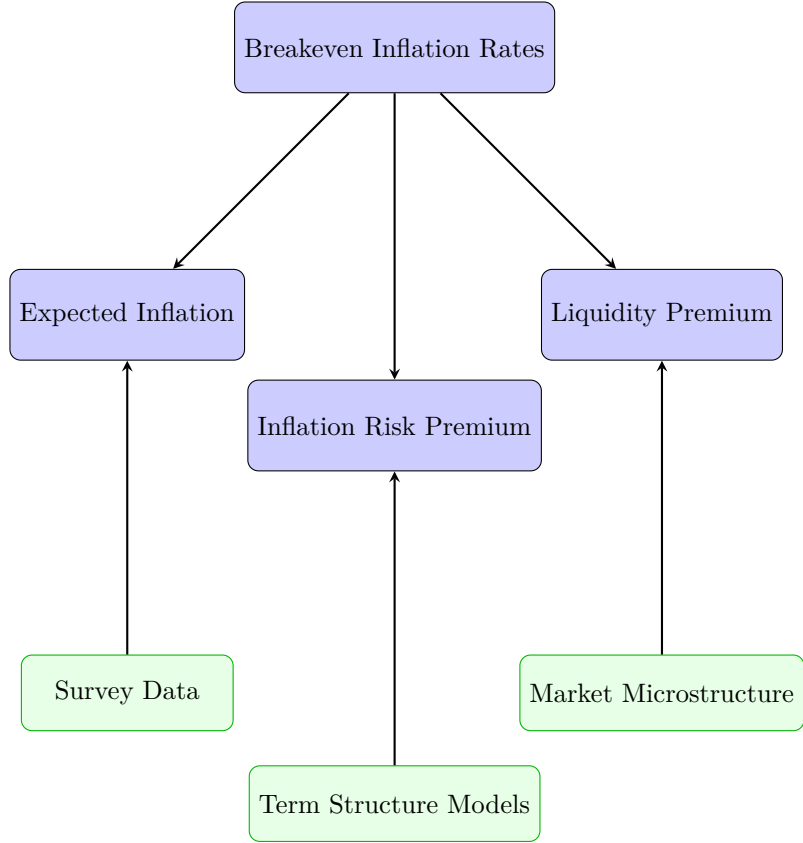 Breakeven Inflation Rates
Expected Inflation
Liquidity Premium
Inflation Risk Premium
Survey Data
Market Microstructure
Term Structure Models